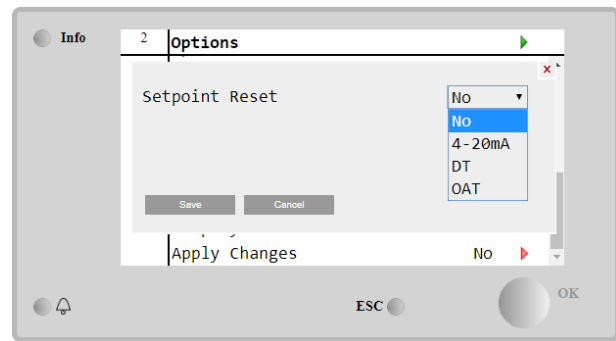 Info
2 Options
x
Setpoint Reset No
No
4-20mA
DT
OAT
Save Cancel
Apply Changes No
ESC
OK